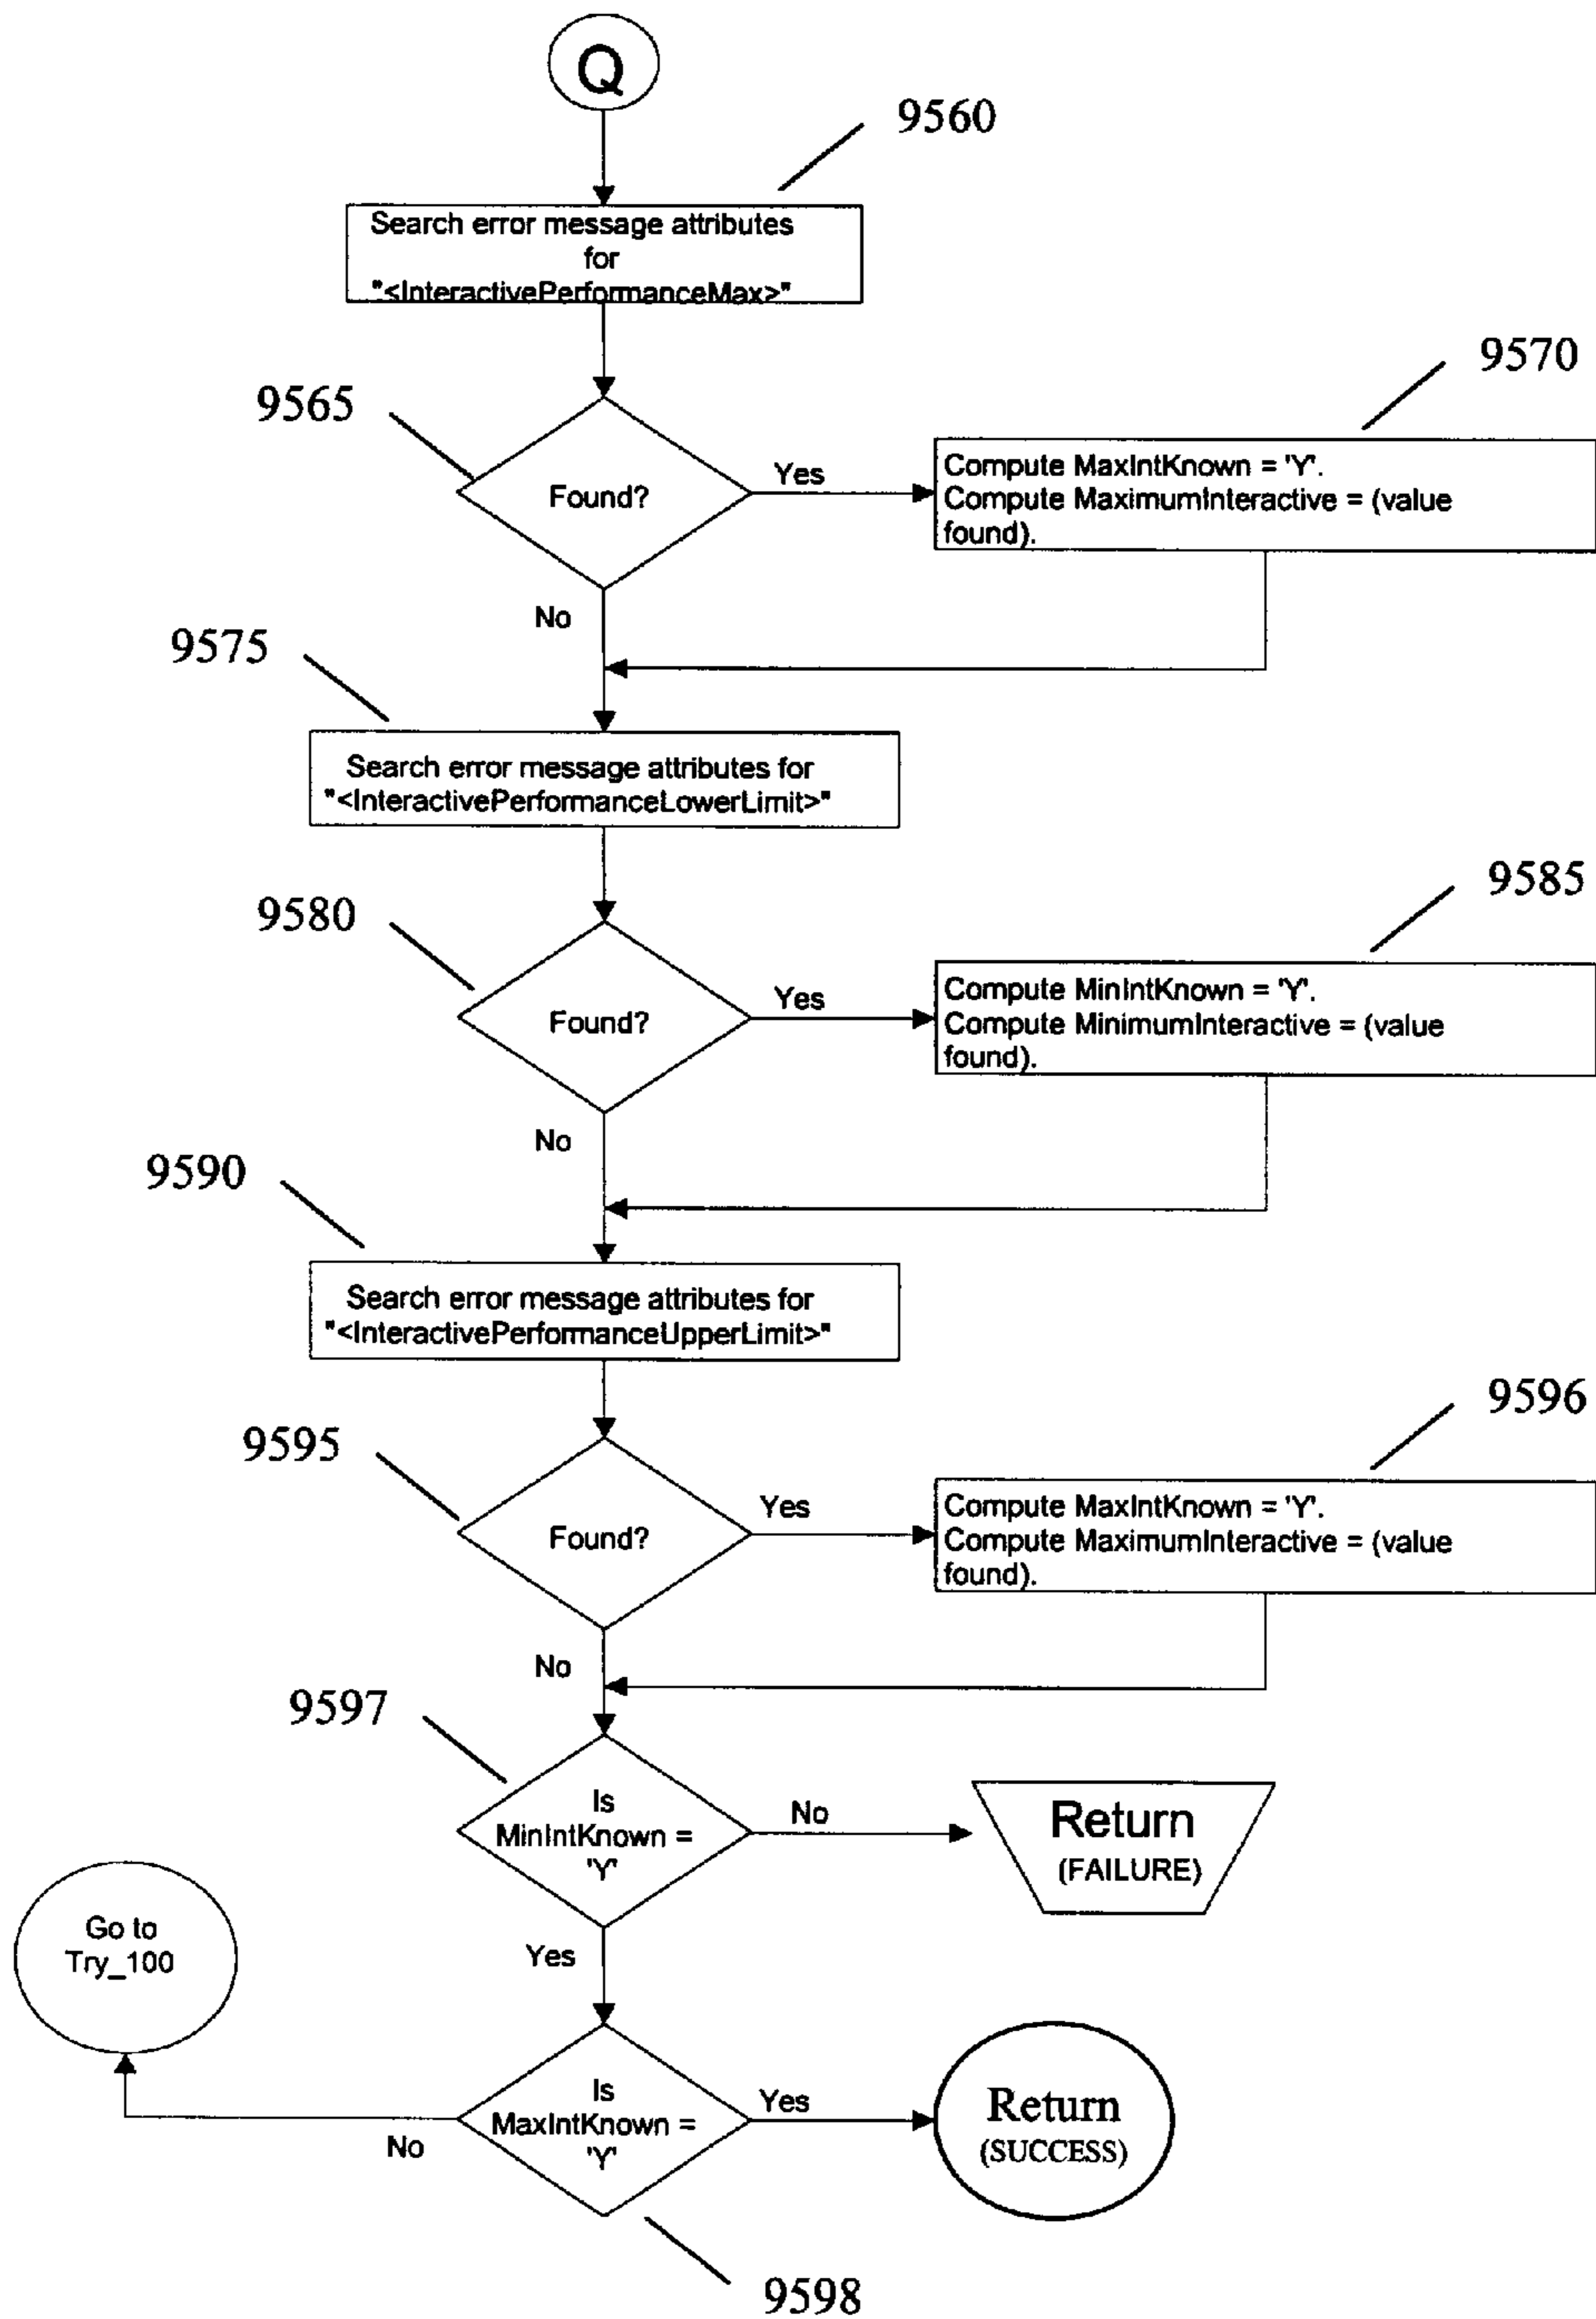 Q
9560
Search error message attributes
for
"<InteractivePerformanceMax>"
9570
9565
Found?
Yes
Compute MaxIntKnown = 'Y'.
Compute MaximumInteractive = (value
found).
No
9575
Search error message attributes for
"<InteractivePerformanceLowerLimit>"
9585
9580
Found?
Yes
Compute MinIntKnown = 'Y'.
Compute MinimumInteractive = (value
found).
No
9590
Search error message attributes for
"<InteractivePerformanceUpperLimit>"
9596
9595
Found?
Yes
Compute MaxIntKnown = 'Y'.
Compute MaximumInteractive = (value
found).
No
9597
Is
MinIntKnown =
'Y'
No
Return
(FAILURE)
Yes
Go to
Try_100
Is
MaxIntKnown =
'Y'
No
Yes
Return
(SUCCESS)
9598